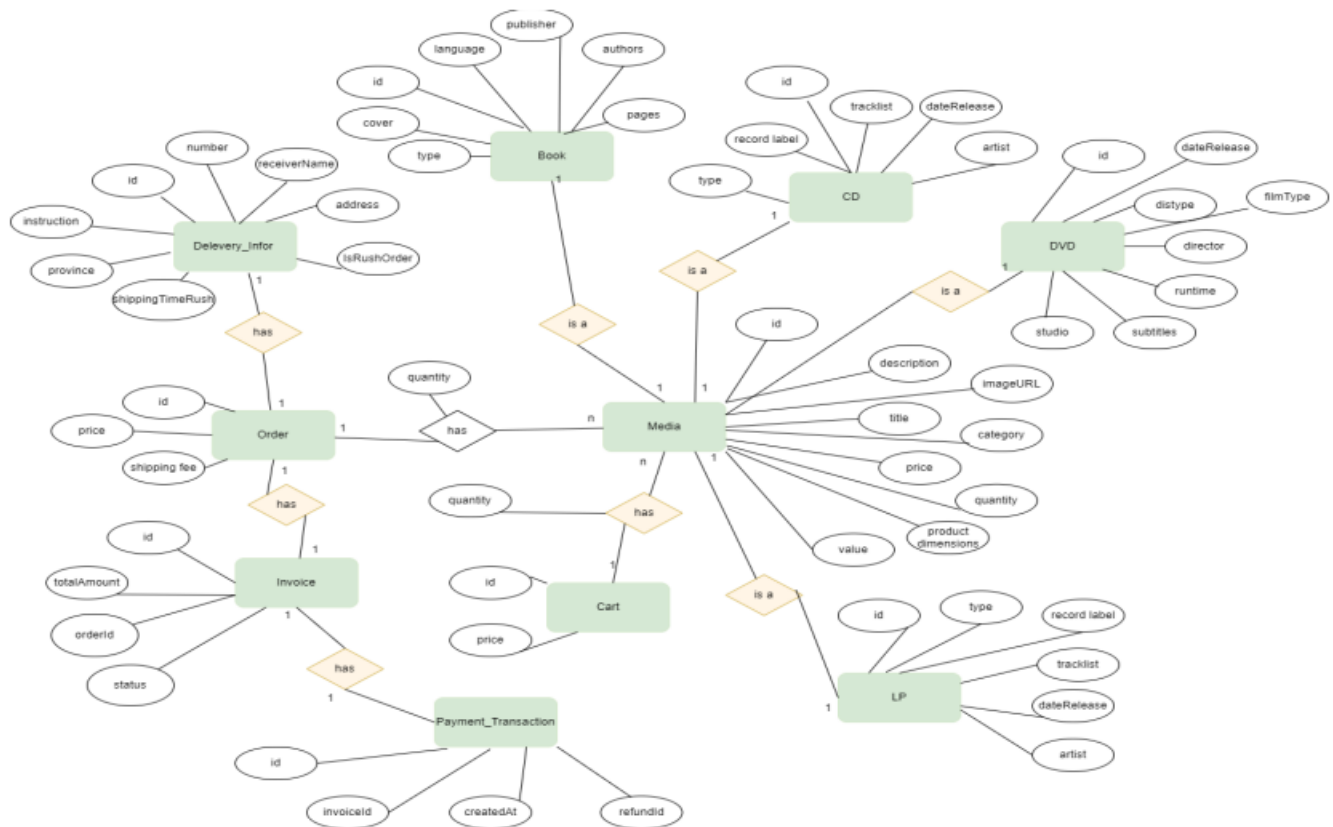 publisher
language
authors
id
pages
cover
type
Book
1
id
tracklist
dateRelease
record label
artist
type
CD
1
id
dateRelease
distype
filmType
DVD
director
1
runtime
studio
subtitles
number
receiverName
id
address
instruction
Delevery_Infor
province
IsRushOrder
shippingTimeRush
1
has
is a
is a
is a
id
description
imageURL
title
category
price
quantity
product
dimensions
value
1
1
n
Media
1
n
quantity
has
1
id
price
shipping fee
1
Order
1
has
quantity
has
1
id
price
Cart
id
totalAmount
orderId
status
1
Invoice
1
has
1
Payment_Transaction
id
invoiceId
createdAt
refundId
is a
id
type
record label
tracklist
dateRelease
artist
LP
1